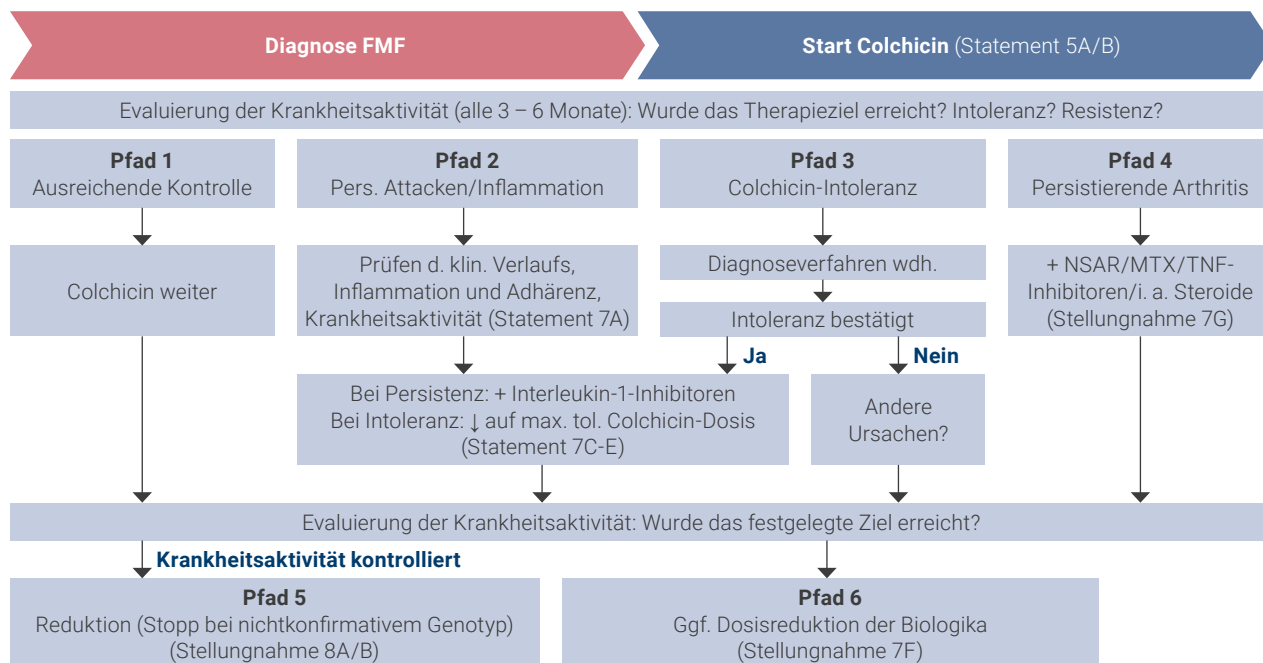 Diagnose FMF
Start Colchicin (Statement 5A/B)
Evaluierung der Krankheitsaktivität (alle 3 – 6 Monate): Wurde das Therapieziel erreicht? Intoleranz? Resistenz?
Pfad 1
Ausreichende Kontrolle
Pfad 2
Pers. Attacken/Inflammation
Pfad 3
Colchicin-Intoleranz
Pfad 4
Persistierende Arthritis
Colchicin weiter
Prüfen d. klin. Verlaufs,
Inflammation und Adhärenz,
Krankheitsaktivität (Statement 7A)
Diagnoseverfahren wdh.
Intoleranz bestätigt
+ NSAR/MTX/TNF-
Inhibitoren/i. a. Steroide
(Stellungnahme 7G)
Ja
Nein
Bei Persistenz: + Interleukin-1-Inhibitoren
Bei Intoleranz: ↓ auf max. tol. Colchicin-Dosis
(Statement 7C-E)
Andere
Ursachen?
Evaluierung der Krankheitsaktivität: Wurde das festgelegte Ziel erreicht?
Krankheitsaktivität kontrolliert
Pfad 5
Reduktion (Stopp bei nichtkonfirmativem Genotyp)
(Stellungnahme 8A/B)
Pfad 6
Ggf. Dosisreduktion der Biologika
(Stellungnahme 7F)